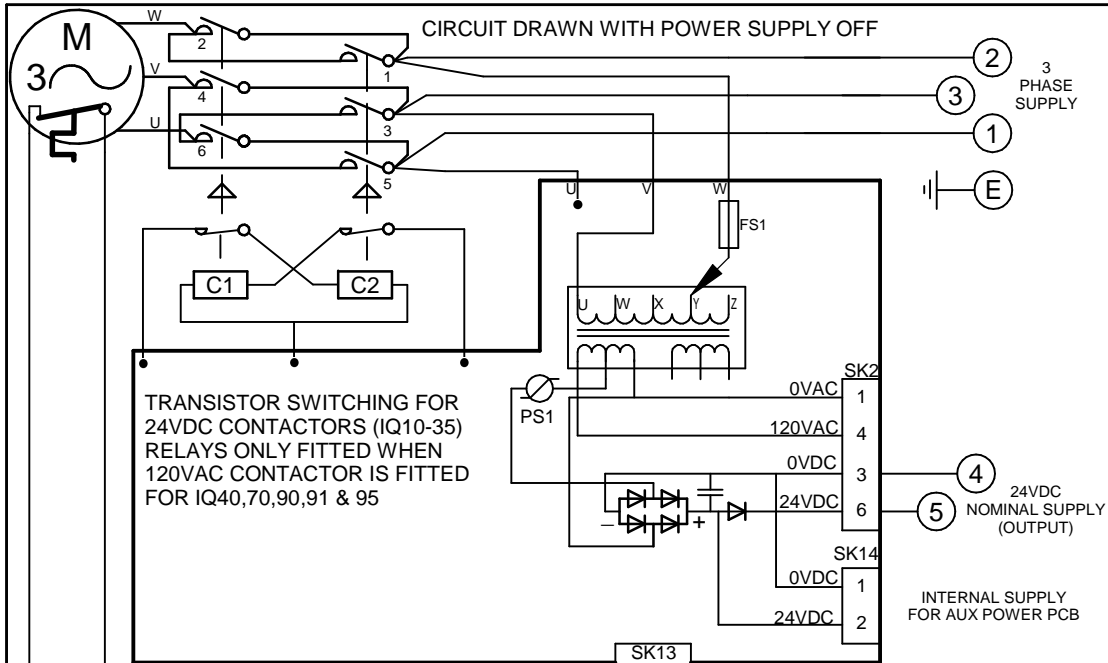 CIRCUIT DRAWN WITH POWER SUPPLY OFF
W
M
3
V
U
2
4
6
1
3
5
2
3
1
E
3
PHASE
SUPPLY
U
V
W
FS1
C1
C2
U
W
X
Y
Z
TRANSISTOR SWITCHING FOR
24VDC CONTACTORS (IQ10-35)
RELAYS ONLY FITTED WHEN
120VAC CONTACTOR IS FITTED
FOR IQ40,70,90,91 & 95
PS1
SK2
0VAC
1
120VAC
4
0VDC
3
24VDC
6
4
5
24VDC
NOMINAL SUPPLY
(OUTPUT)
–
+
SK14
0VDC
1
24VDC
2
INTERNAL SUPPLY
FOR AUX POWER PCB
SK13